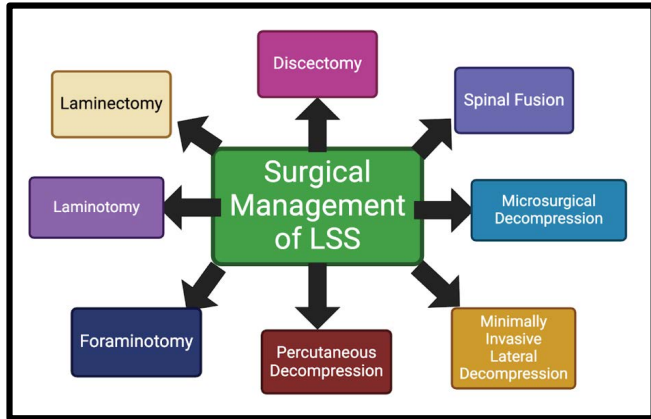 Discectomy
Laminectomy
Spinal Fusion
Surgical
Management
of LSS
Laminotomy
Microsurgical
Decompression
Foraminotomy
Percutaneous
Decompression
Minimally
Invasive
Lateral
Decompression